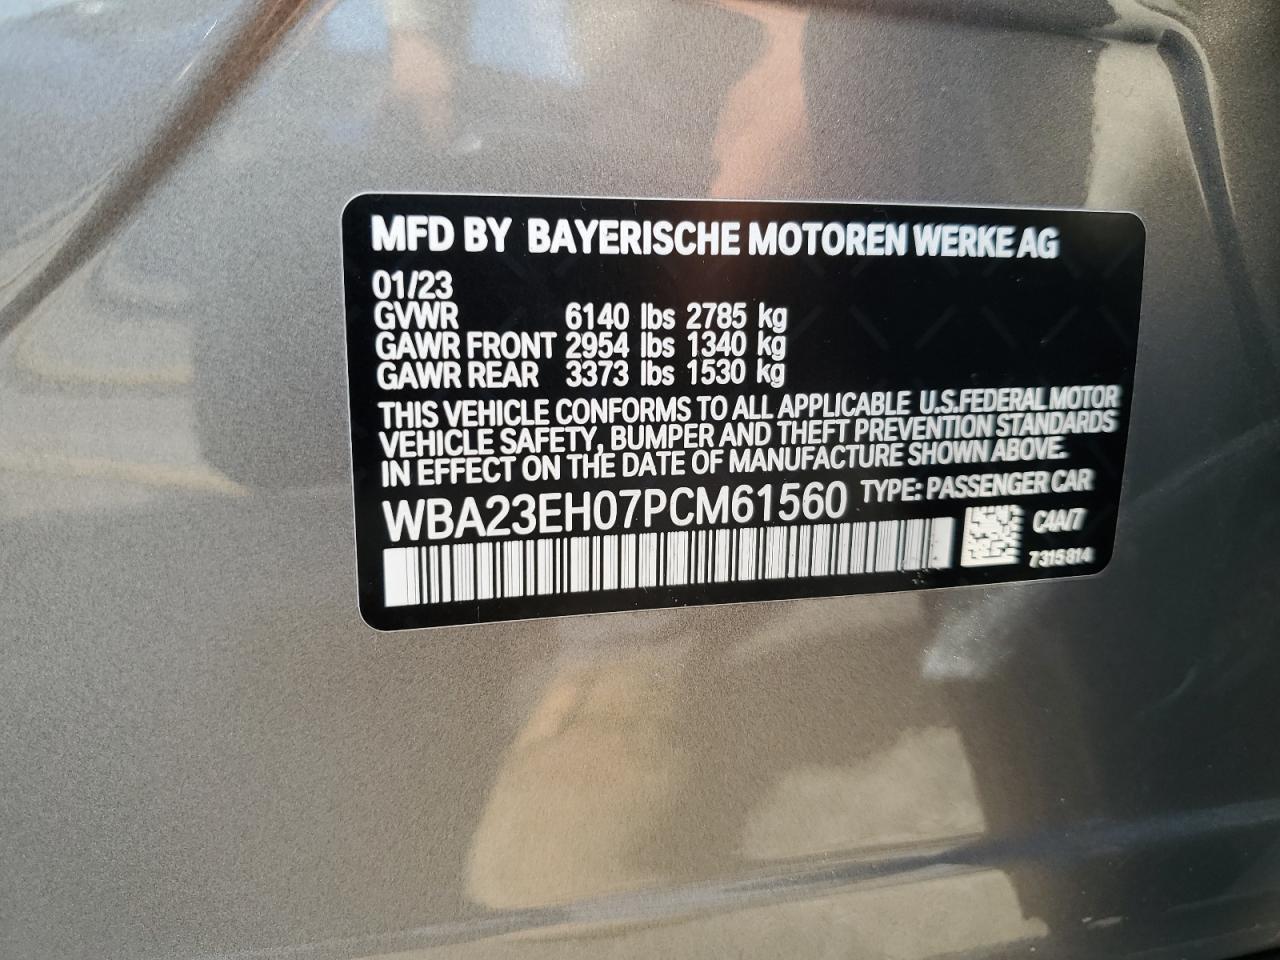 MFD BY BAYERISCHE MOTOREN WERKE AG
01/23
GVWR 6140 lbs 2785 kg
GAWR FRONT 2954 lbs 1340 kg
GAWR REAR 3373 lbs 1530 kg
THIS VEHICLE CONFORMS TO ALL APPLICABLE U.S.FEDERAL MOTOR
VEHICLE SAFETY, BUMPER AND THEFT PREVENTION STANDARDS
IN EFFECT ON THE DATE OF MANUFACTURE SHOWN ABOVE.
WBA23EH07PCM61560 TYPE: PASSENGER CAR
C4A/7
7315814